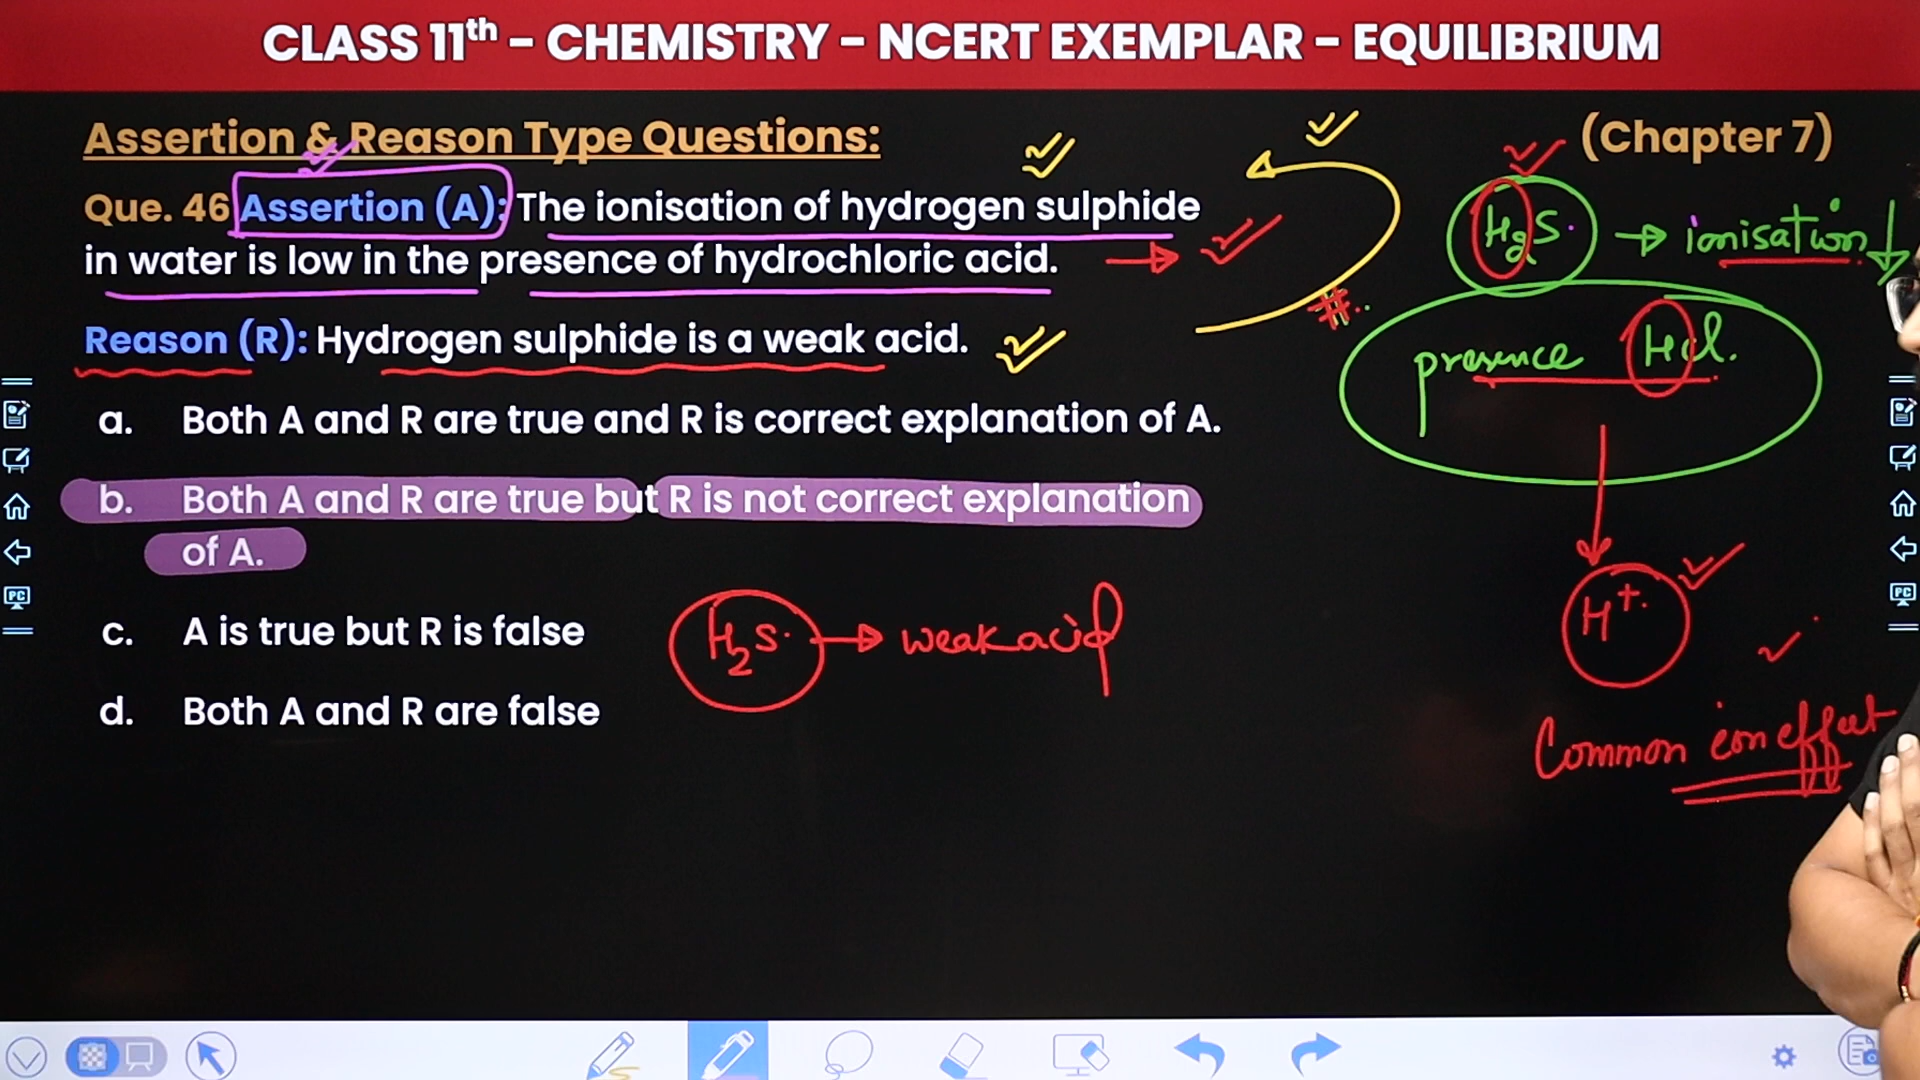 CLASS 11th - CHEMISTRY - NCERT EXEMPLAR - EQUILIBRIUM
Assertion & Reason Type Questions:
(Chapter 7)
Que. 46 Assertion (A): The ionisation of hydrogen sulphide
in water is low in the presence of hydrochloric acid.
Reason (R): Hydrogen sulphide is a weak acid.
a. Both A and R are true and R is correct explanation of A.
b. Both A and R are true but R is not correct explanation
of A.
c. A is true but R is false
d. Both A and R are false
H2S. → weak acid
H2S. → ionisation ↓
#..
presence HCl.
H+.
Common ion effect
PC
PC